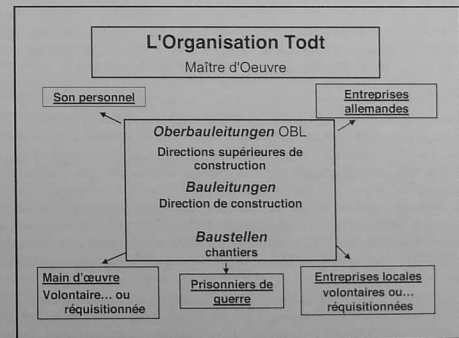 L'Organisation Todt
Maître d'Oeuvre
Son personnel
Entreprises
allemandes
Oberbauleitungen OBL
Directions supérieures de
construction
Bauleitungen
Direction de construction
Baustellen
chantiers
Main d'œuvre
Volontaire... ou
réquisitionnée
Prisonniers de
guerre
Entreprises locales
volontaires ou...
réquisitionnées